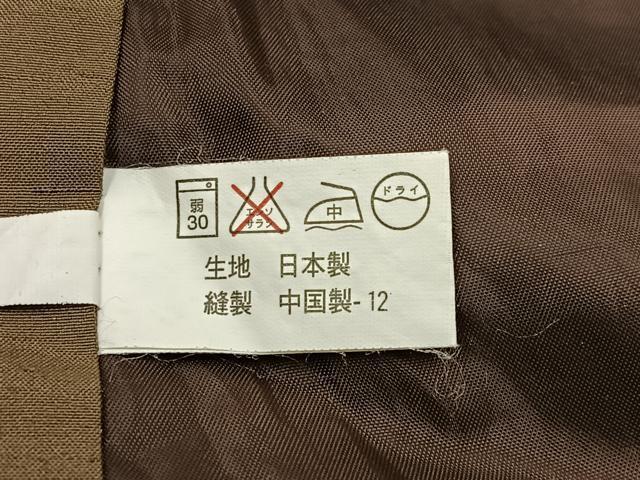 弱
30
エンソ
サラシ
中
ドライ
生地 日本製
縫製 中国製-12